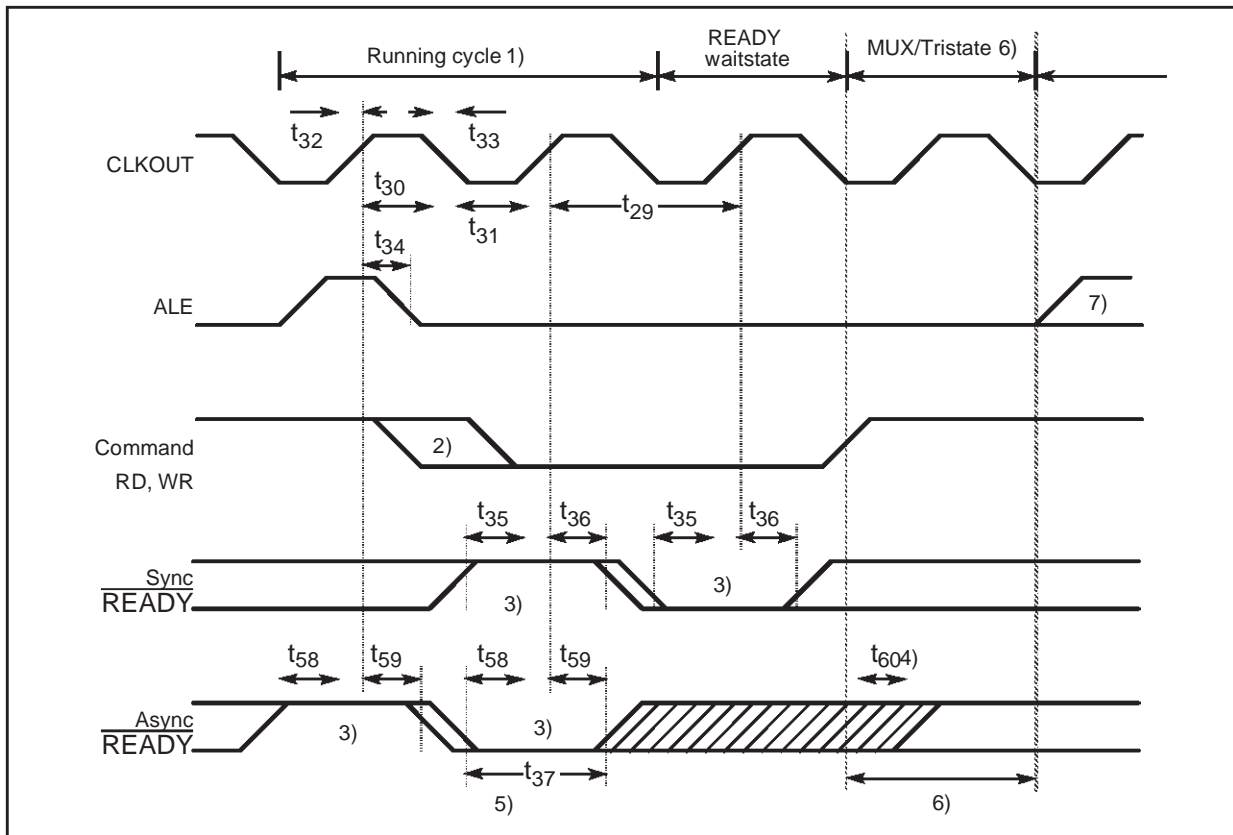 Running cycle 1)
READY
waitstate
MUX/Tristate 6)
t32
t33
CLKOUT
t30
t31
t29
t34
ALE
7)
Command
RD, WR
2)
t35
t36
t35
t36
Sync
READY
3)
3)
t58
t59
t58
t59
t604)
Async
READY
3)
3)
t37
5)
6)